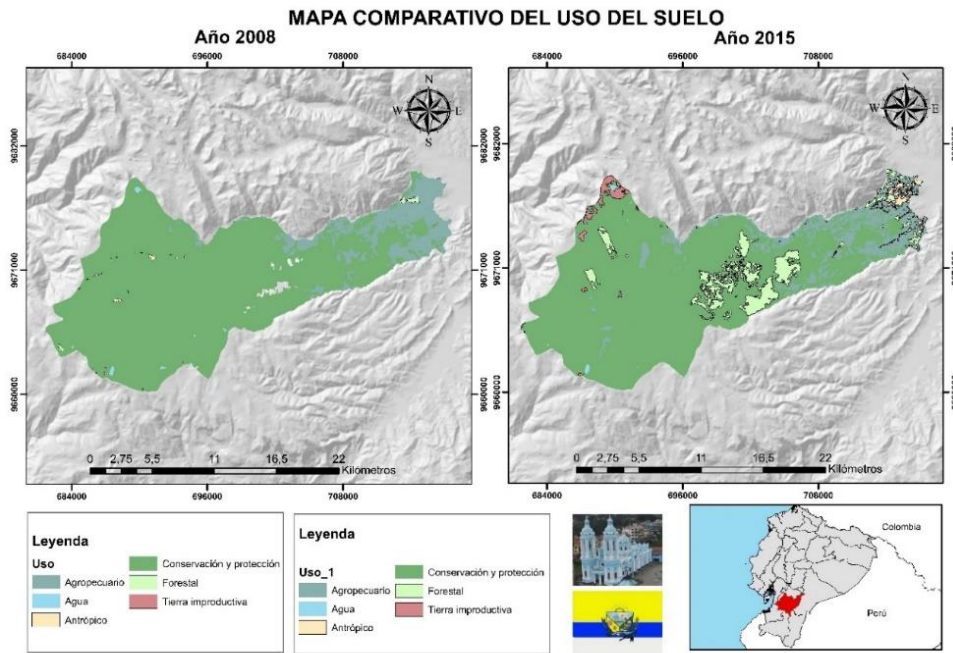 MAPA COMPARATIVO DEL USO DEL SUELO
Año 2008
684000 696000 708000
N
W E
S
9682000
9671000
9660000
0 2,75 5,5 11 16,5 22
Kilómetros
684000 696000 708000
Año 2015
684000 696000 708000
N
W E
S
9671000
0 2,75 5,5 11 16,5 22
Kilómetros
684000 696000 708000
Leyenda
Uso
Agropecuario
Agua
Antrópico
Conservación y protección
Forestal
Tierra improductiva
Leyenda
Uso_1
Agropecuario
Agua
Antrópico
Conservación y protección
Forestal
Tierra improductiva
Colombia
Perú